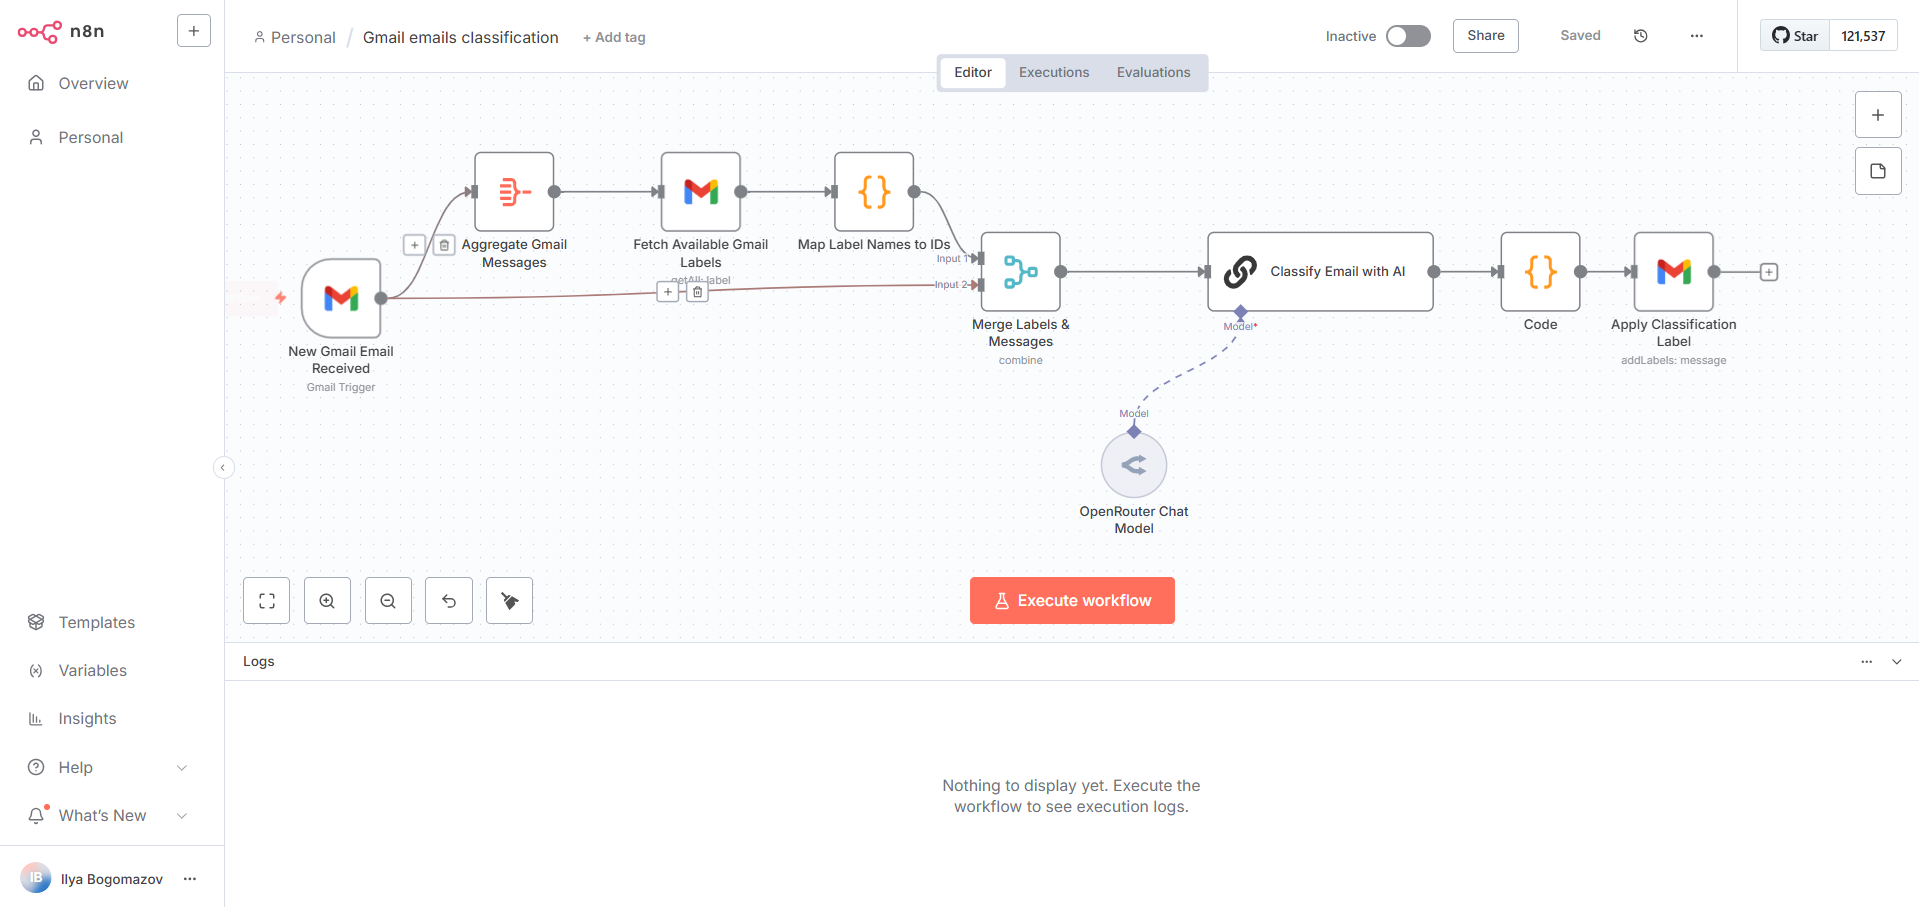 n8n
Overview
Personal
Templates
Variables
Insights
Help
What's New
IB
Ilya Bogomazov
Personal / Gmail emails classification + Add tag
Inactive
Share
Saved
Star 121,537
Editor Executions Evaluations
Aggregate Gmail
Messages
Fetch Available Gmail
Labels
getAll: label
Map Label Names to IDs
New Gmail Email
Received
Gmail Trigger
Input 1
Input 2
Merge Labels &
Messages
combine
Classify Email with AI
Model*
Model
OpenRouter Chat
Model
Code
Apply Classification
Label
addLabels: message
Execute workflow
Logs
Nothing to display yet. Execute the
workflow to see execution logs.